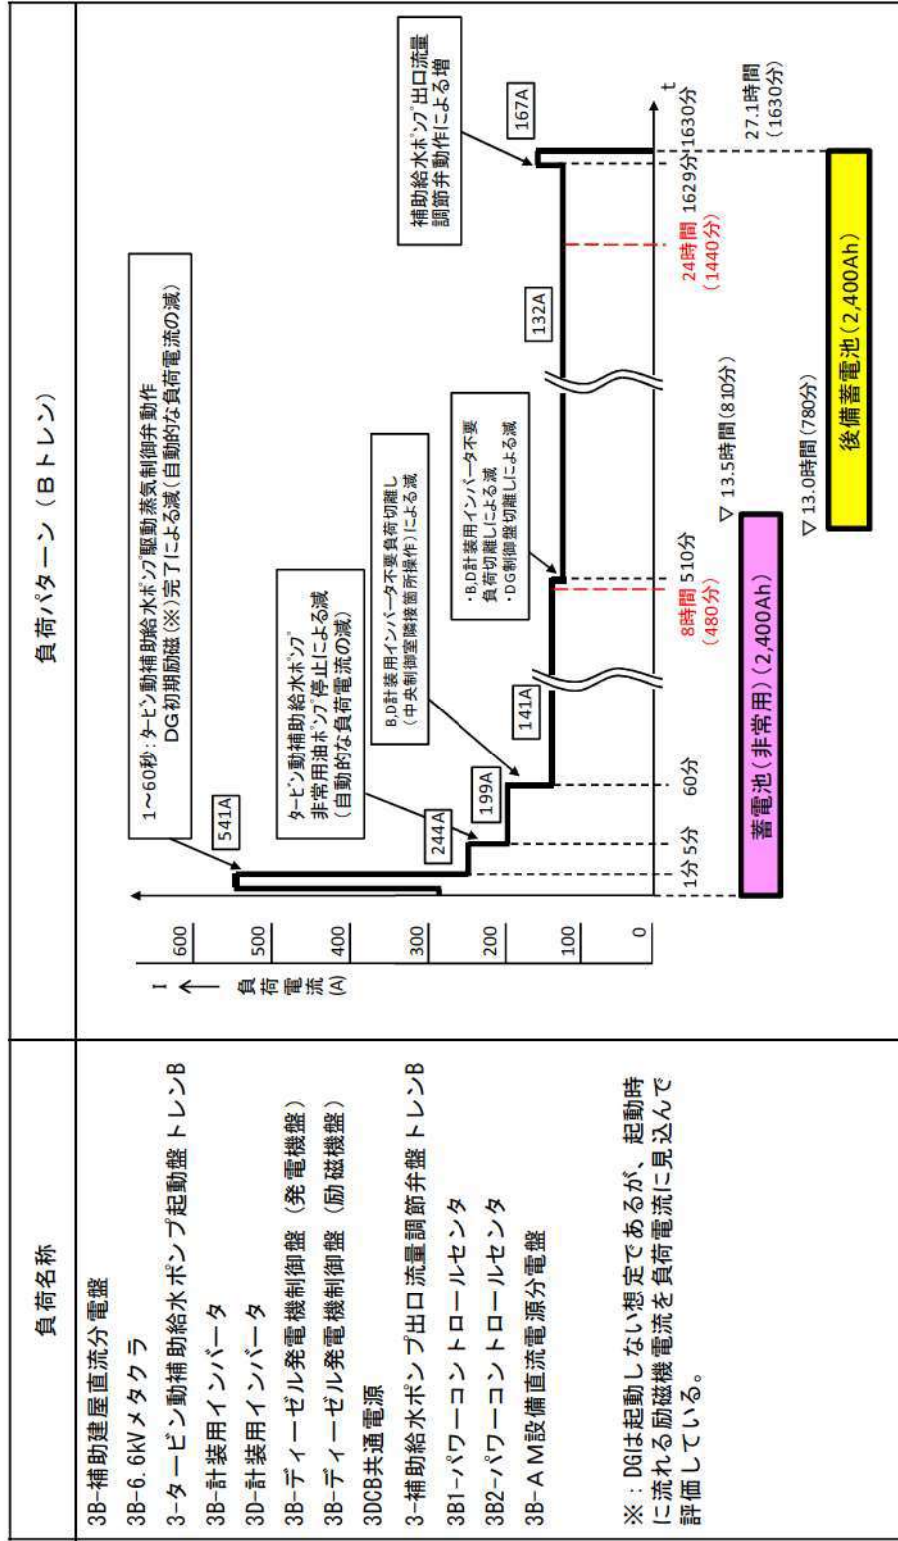 負荷名称
3B-補助建屋直流分電盤
3B-6.6kVメタクラ
3-タービン動補助給水ポンプ起動盤トレンB
3B-計装用インバータ
3D-計装用インバータ
3B-ディーゼル発電機制御盤（発電機盤）
3B-ディーゼル発電機制御盤（励磁機盤）
3DCB共通電源
3-補助給水ポンプ出口流量調節弁盤トレンB
3B1-パワーコントロールセンタ
3B2-パワーコントロールセンタ
3B-ＡＭ設備直流電源分電盤
※：DGは起動しない想定であるが、起動時
に流れる励磁機電流を負荷電流に見込んで
評価している。
負荷パターン（Ｂトレン）
1～60秒：ﾀｰﾋﾞﾝ動補助給水ﾎﾟﾝﾌﾟ駆動蒸気制御弁動作
DG初期励磁（※）完了による減（自動的な負荷電流の減）
ﾀｰﾋﾞﾝ動補助給水ﾎﾟﾝﾌﾟ
非常用油ﾎﾟﾝﾌﾟ停止による減
（自動的な負荷電流の減）
B,D計装用インバータ不要負荷切離し
（中央制御室隣接箇所操作）による減
・B,D計装用インバータ不要
負荷切離しによる減
・DG制御盤切離しによる減
補助給水ﾎﾟﾝﾌﾟ出口流量
調節弁動作による増
I
負荷電流
(A)
600
500
400
300
200
100
0
541A
244A
199A
141A
132A
167A
t
1分
5分
60分
8時間
（480分）
510分
24時間
（1440分）
1629分
1630分
27.1時間
（1630分）
▽13.5時間（810分）
蓄電池（非常用）（2,400Ah）
▽13.0時間（780分）
後備蓄電池（2,400Ah）